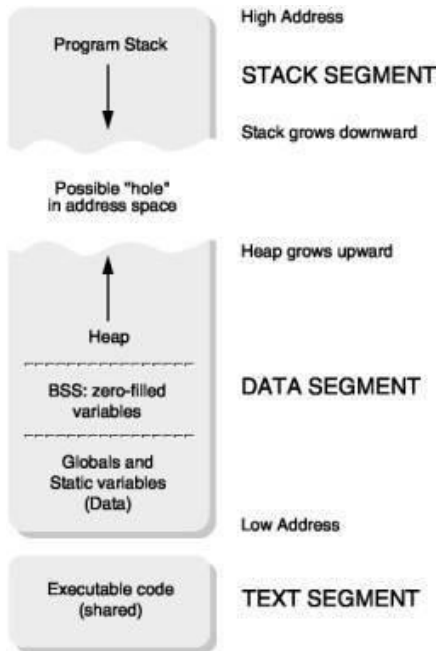 High Address
Program Stack
STACK SEGMENT
Stack grows downward
Possible "hole"
in address space
Heap grows upward
Heap
BSS: zero-filled
variables
DATA SEGMENT
Globals and
Static variables
(Data)
Low Address
Executable code
(shared)
TEXT SEGMENT